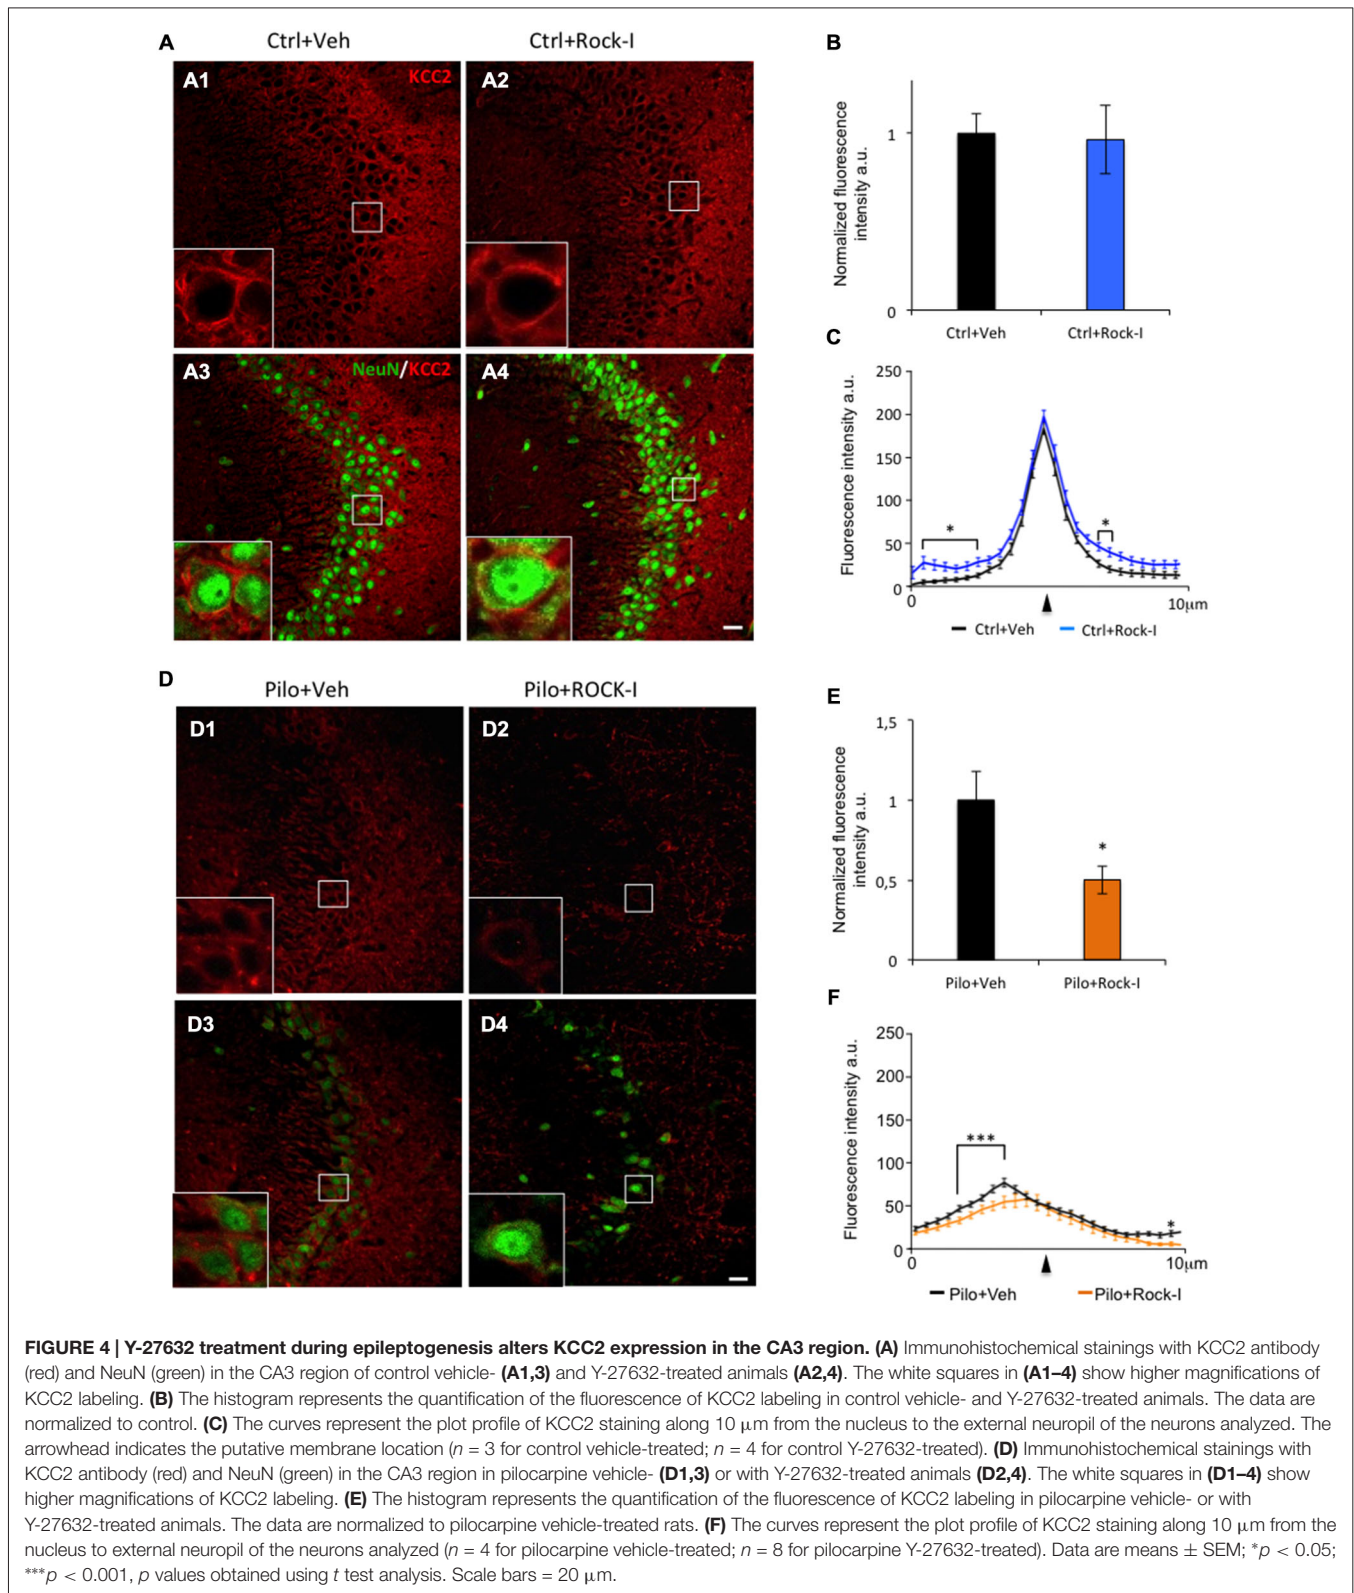 A
Ctrl+Veh
Ctrl+Rock-I
A1
KCC2
A2
A3
NeuN/KCC2
A4
B
Normalized fluorescence
intensity a.u.
1
0
Ctrl+Veh
Ctrl+Rock-I
C
Fluorescence intensity a.u.
250
200
150
100
50
0
*
*
0
10μm
Ctrl+Veh
Ctrl+Rock-I
D
Pilo+Veh
Pilo+ROCK-I
D1
D2
D3
D4
E
Normalized fluorescence
intensity a.u.
1,5
1
0,5
0
*
Pilo+Veh
Pilo+Rock-I
F
Fluorescence intensity a.u.
250
200
150
100
50
0
***
*
0
10μm
Pilo+Veh
Pilo+Rock-I
FIGURE 4 | Y-27632 treatment during epileptogenesis alters KCC2 expression in the CA3 region. (A) Immunohistochemical stainings with KCC2 antibody
(red) and NeuN (green) in the CA3 region of control vehicle- (A1,3) and Y-27632-treated animals (A2,4). The white squares in (A1–4) show higher magnifications of
KCC2 labeling. (B) The histogram represents the quantification of the fluorescence of KCC2 labeling in control vehicle- and Y-27632-treated animals. The data are
normalized to control. (C) The curves represent the plot profile of KCC2 staining along 10 μm from the nucleus to the external neuropil of the neurons analyzed. The
arrowhead indicates the putative membrane location (n = 3 for control vehicle-treated; n = 4 for control Y-27632-treated). (D) Immunohistochemical stainings with
KCC2 antibody (red) and NeuN (green) in the CA3 region in pilocarpine vehicle- (D1,3) or with Y-27632-treated animals (D2,4). The white squares in (D1–4) show
higher magnifications of KCC2 labeling. (E) The histogram represents the quantification of the fluorescence of KCC2 labeling in pilocarpine vehicle- or with
Y-27632-treated animals. The data are normalized to pilocarpine vehicle-treated rats. (F) The curves represent the plot profile of KCC2 staining along 10 μm from the
nucleus to external neuropil of the neurons analyzed (n = 4 for pilocarpine vehicle-treated; n = 8 for pilocarpine Y-27632-treated). Data are means ± SEM; *p < 0.05;
***p < 0.001, p values obtained using t test analysis. Scale bars = 20 μm.